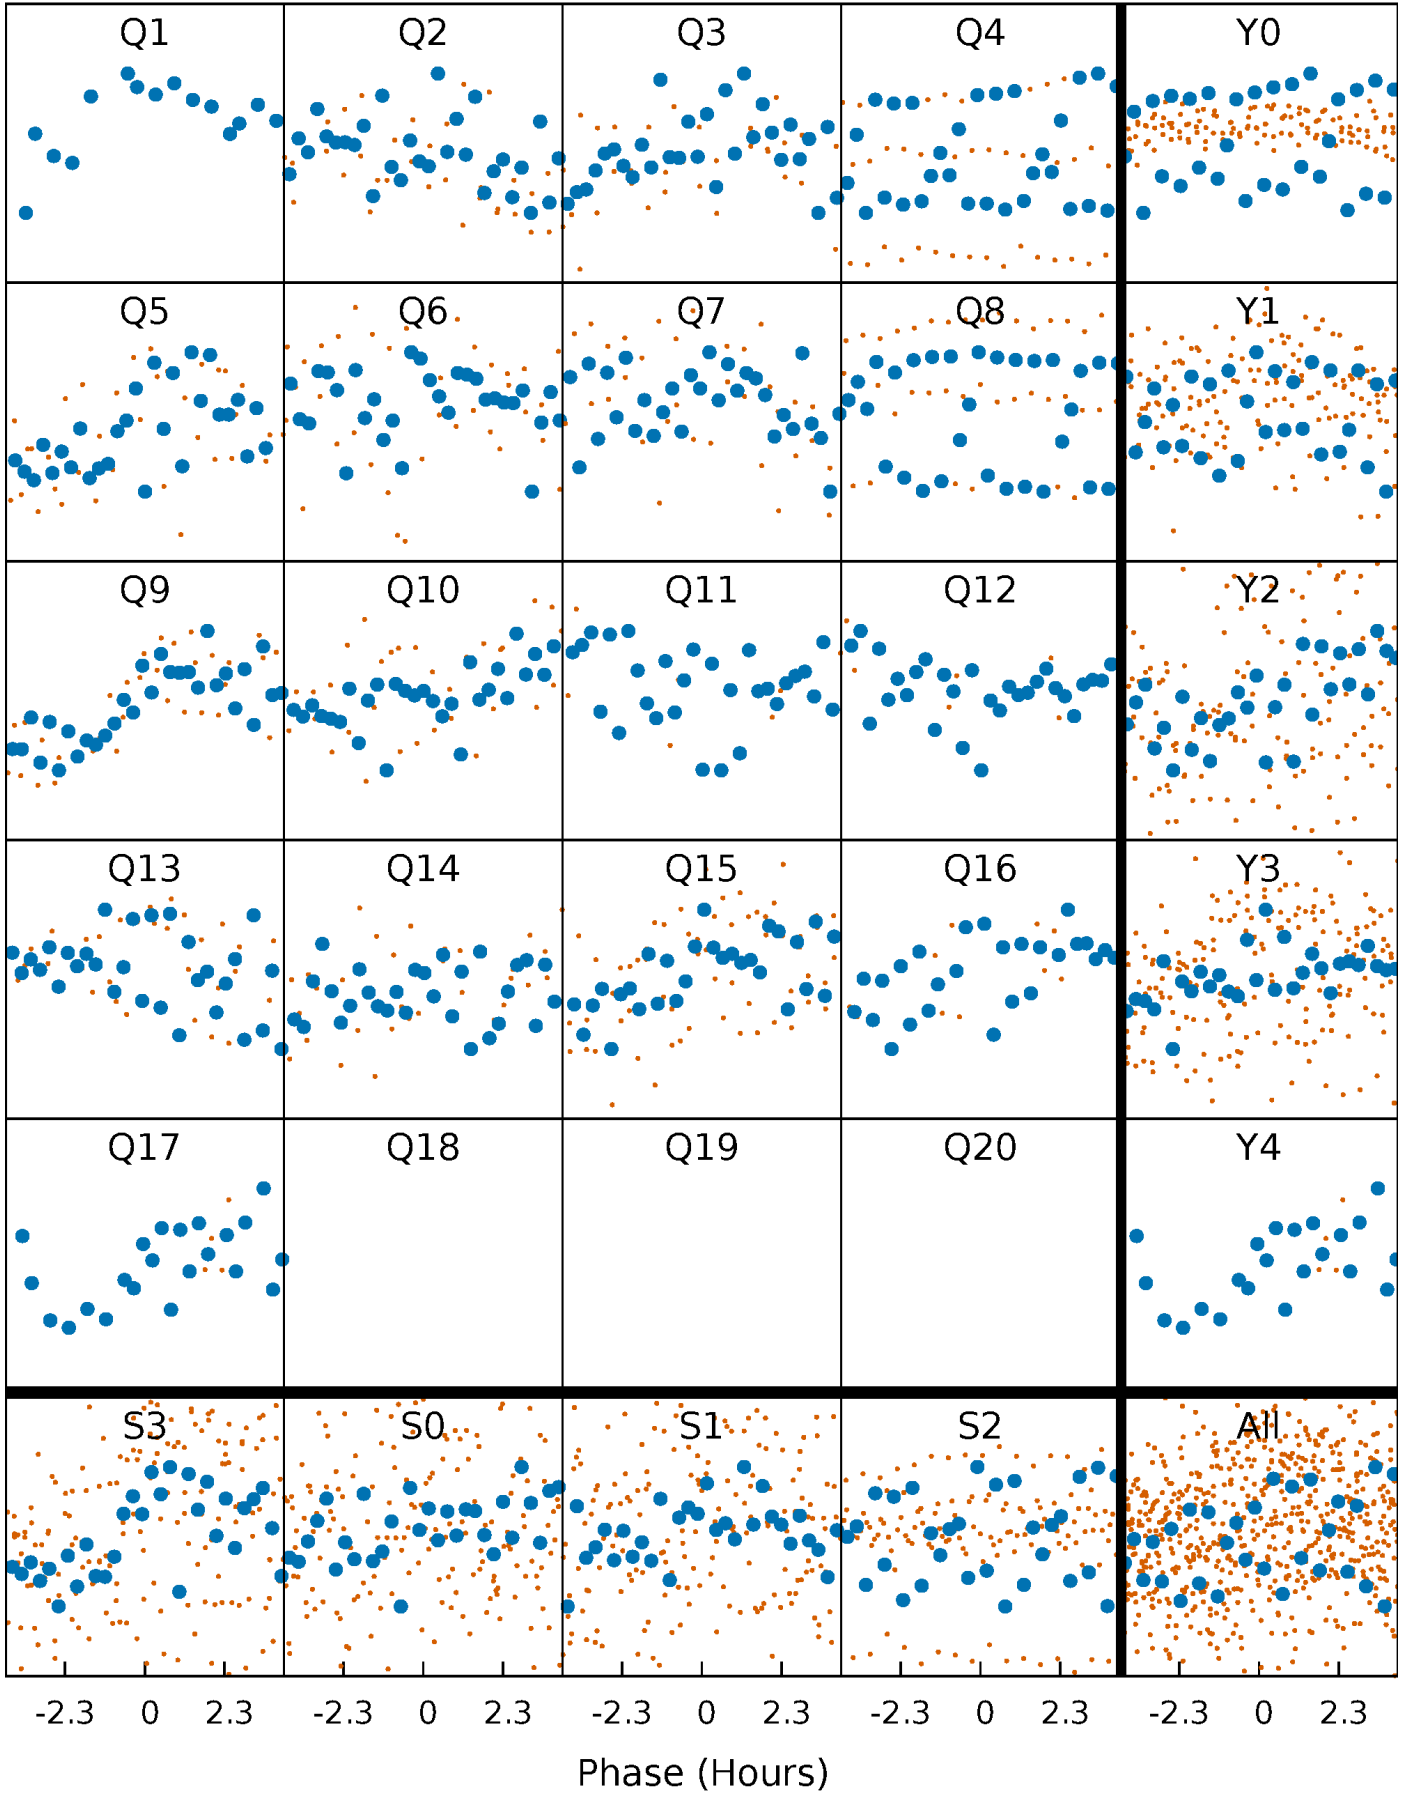 Q1 Q2 Q3 Q4 Y0
Q5 Q6 Q7 Q8 Y1
Q9 Q10 Q11 Q12 Y2
Q13 Q14 Q15 Q16 Y3
Q17 Q18 Q19 Q20 Y4
S3 S0 S1 S2 All
-2.3 0 2.3 -2.3 0 2.3 -2.3 0 2.3 -2.3 0 2.3 -2.3 0 2.3
Phase (Hours)